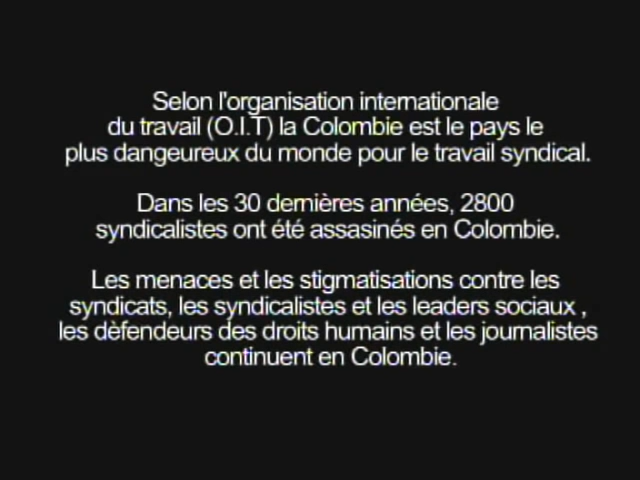 Selon l'organisation internationale
du travail (O.I.T) la Colombie est le pays le
plus dangeureux du monde pour le travail syndical.
Dans les 30 dernières années, 2800
syndicalistes ont été assasinés en Colombie.
Les menaces et les stigmatisations contre les
syndicats, les syndicalistes et les leaders sociaux ,
les dèfendeurs des droits humains et les journalistes
continuent en Colombie.